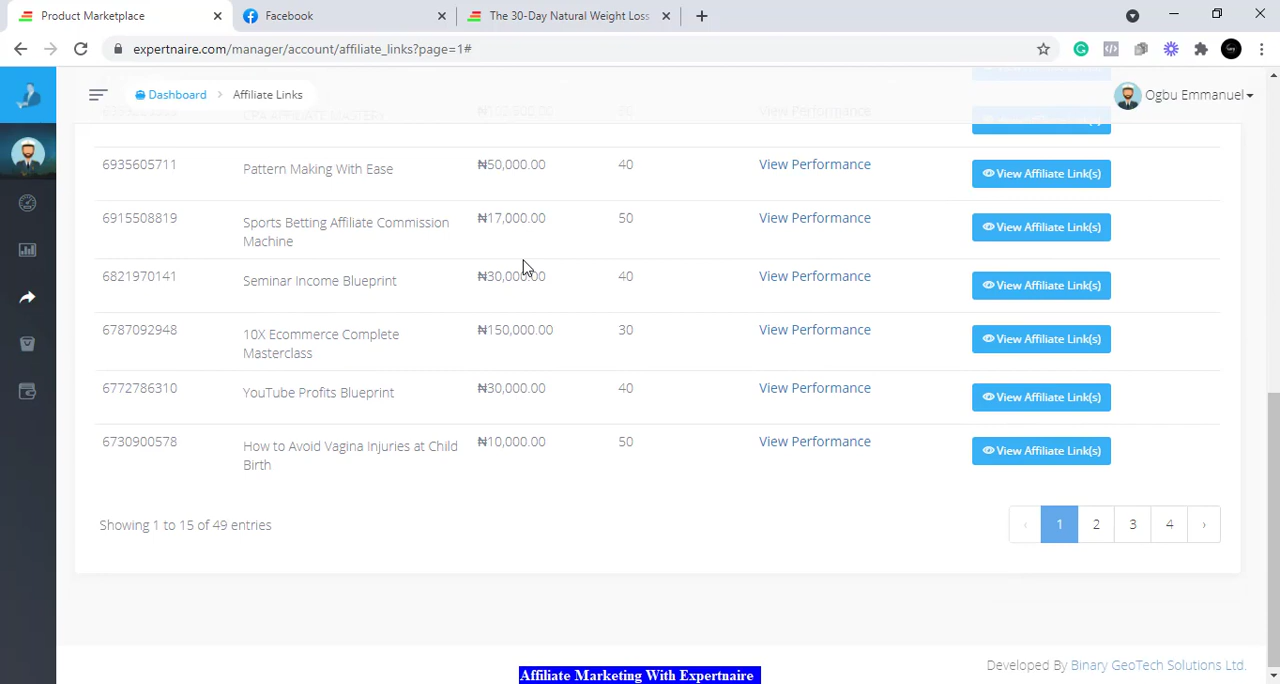 Product Marketplace
Facebook
The 30-Day Natural Weight Loss
expertnaire.com/manager/account/affiliate_links?page=1#
Dashboard > Affiliate Links
Ogbu Emmanuel
CPA AFFILIATE MASTERY
View Performance
6935605711 Pattern Making With Ease ₦50,000.00 40 View Performance View Affiliate Link(s)
6915508819 Sports Betting Affiliate Commission ₦17,000.00 50 View Performance View Affiliate Link(s)
Machine
6821970141 Seminar Income Blueprint ₦30,000.00 40 View Performance View Affiliate Link(s)
6787092948 10X Ecommerce Complete ₦150,000.00 30 View Performance View Affiliate Link(s)
Masterclass
6772786310 YouTube Profits Blueprint ₦30,000.00 40 View Performance View Affiliate Link(s)
6730900578 How to Avoid Vagina Injuries at Child ₦10,000.00 50 View Performance View Affiliate Link(s)
Birth
Showing 1 to 15 of 49 entries
‹ 1 2 3 4 ›
Developed By Binary GeoTech Solutions Ltd.
Affiliate Marketing With Expertnaire